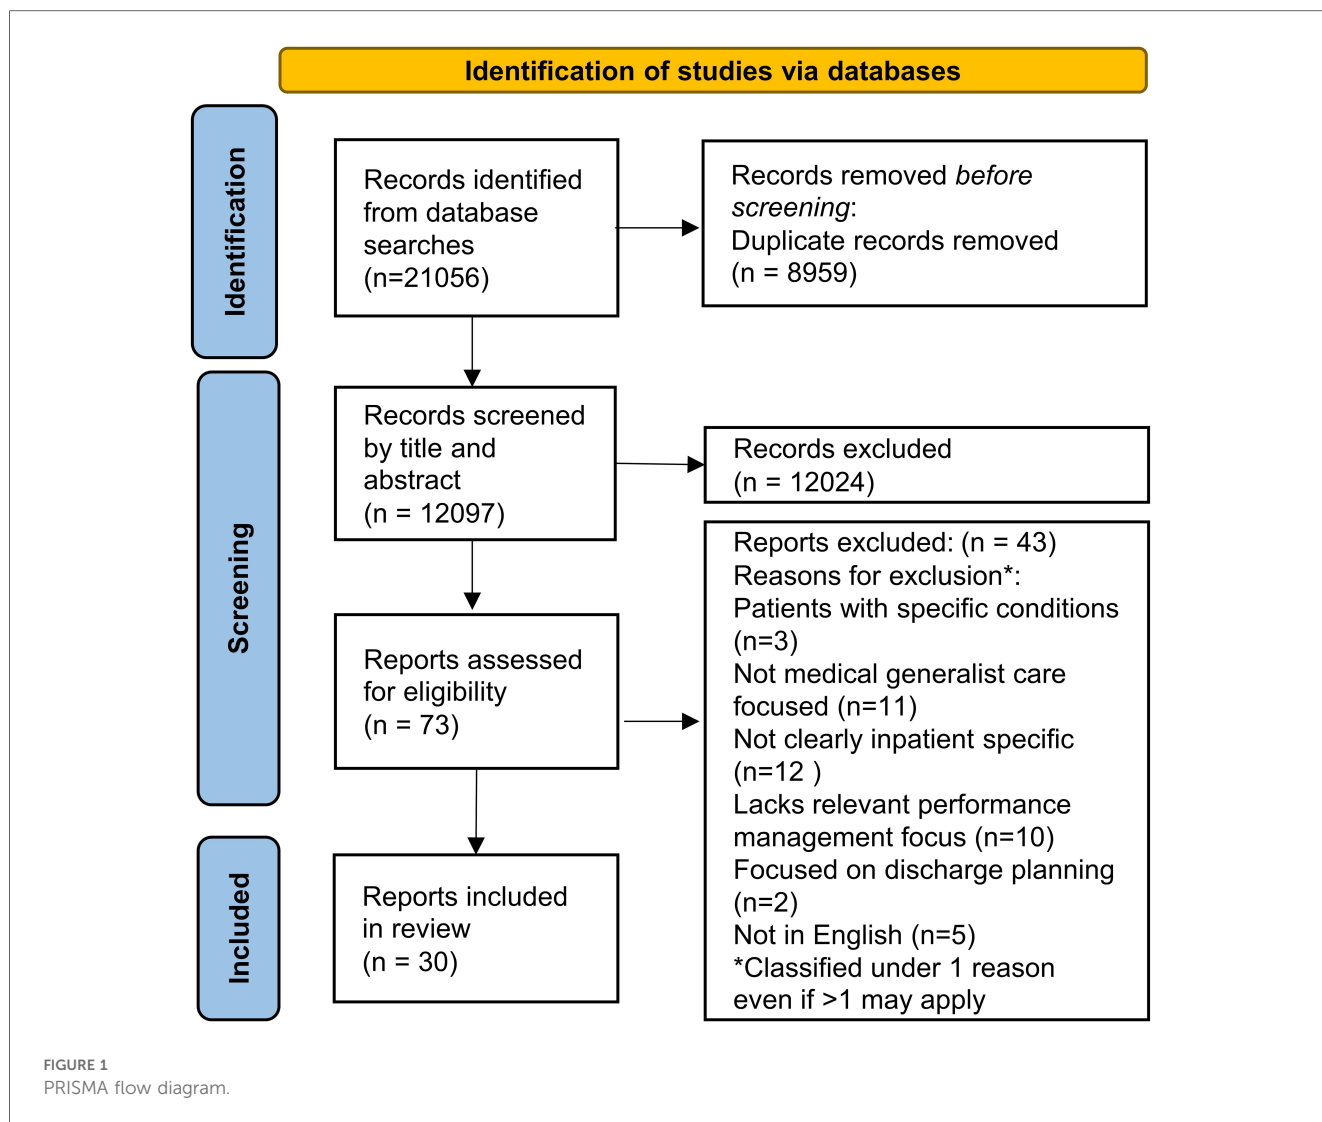 Identification of studies via databases
Identification
Records identified
from database
searches
(n=21056)
Records removed before
screening:
Duplicate records removed
(n = 8959)
Screening
Records screened
by title and
abstract
(n = 12097)
Records excluded
(n = 12024)
Reports assessed
for eligibility
(n = 73)
Reports excluded: (n = 43)
Reasons for exclusion*:
Patients with specific conditions
(n=3)
Not medical generalist care
focused (n=11)
Not clearly inpatient specific
(n=12 )
Lacks relevant performance
management focus (n=10)
Focused on discharge planning
(n=2)
Not in English (n=5)
*Classified under 1 reason
even if >1 may apply
Included
Reports included
in review
(n = 30)
FIGURE 1
PRISMA flow diagram.